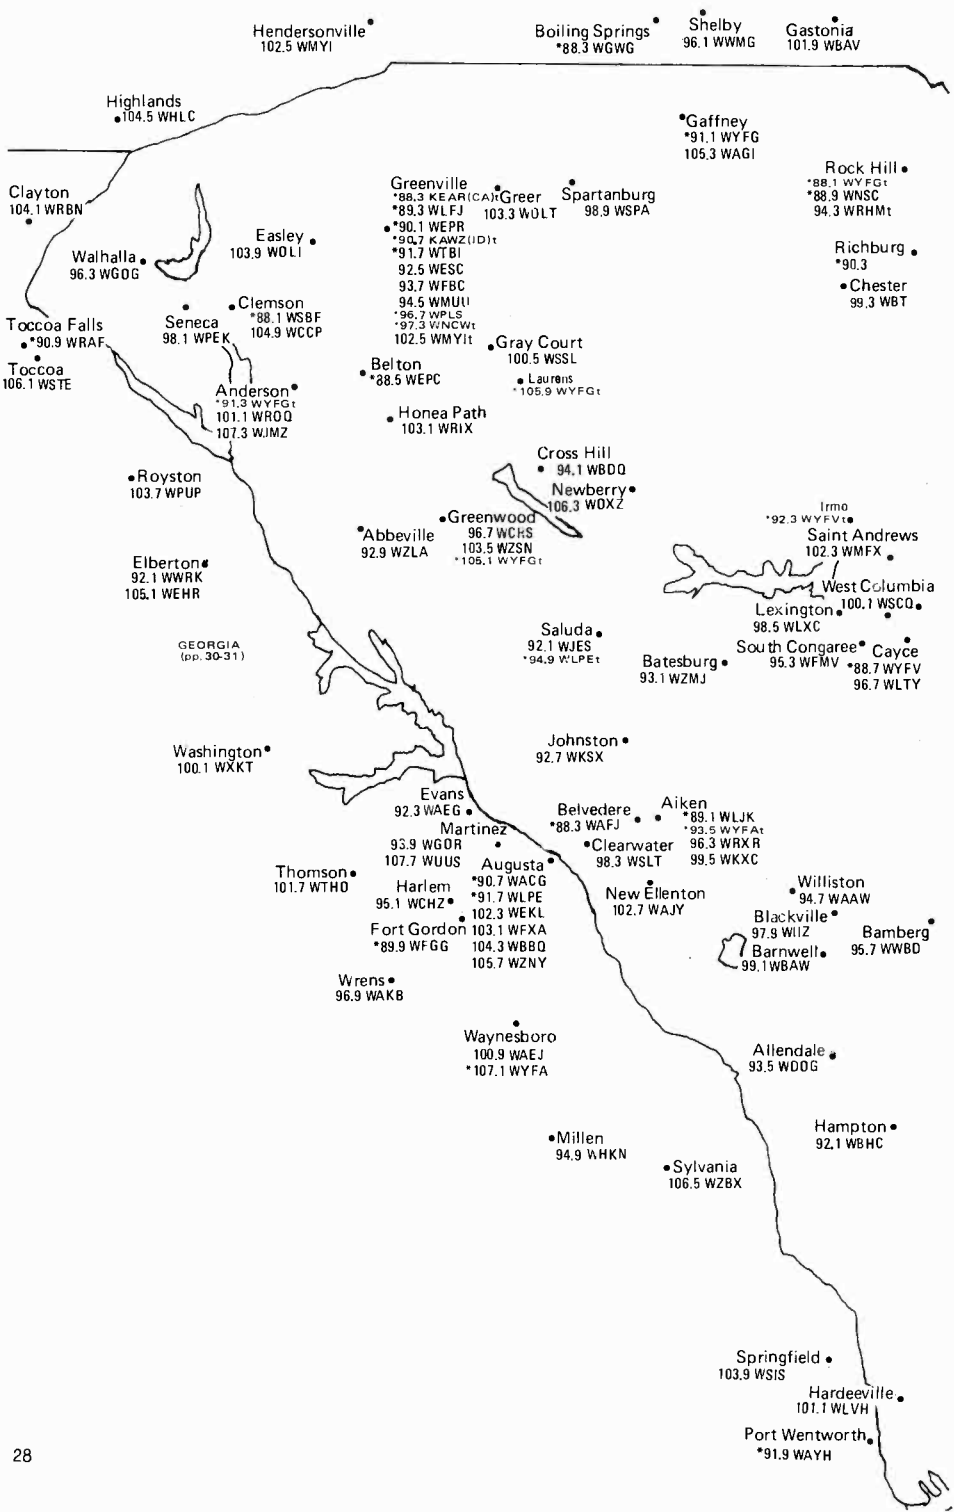 Hendersonville
102.5 WMYI
Boiling Springs
*88.3 WGWG
Shelby
96.1 WWMG
Gastonia
101.9 WBAV
Highlands
104.5 WHLC
Gaffney
*91.1 WYFG
105.3 WAGI
Rock Hill
*88.1 WYFGt
*88.9 WNSC
94.3 WRHMt
Clayton
104.1 WRBN
Greenville
*88.3 KEAR(CA)t
*89.3 WLFJ
*90.1 WEPR
*90.7 KAWZ(ID)t
*91.7 WTBI
92.5 WESC
93.7 WFBC
94.5 WMUU
*96.7 WPLS
*97.3 WNCWt
102.5 WMYIt
Greer
103.3 WOLT
Spartanburg
98.9 WSPA
Easley
103.9 WOLI
Walhalla
96.3 WGOG
Richburg
*90.3
Chester
99.3 WBT
Clemson
*88.1 WSBF
104.9 WCCP
Seneca
98.1 WPEK
Toccoa Falls
*90.9 WRAF
Toccoa
106.1 WSTE
Gray Court
100.5 WSSL
Belton
*88.5 WEPC
Laurens
*105.9 WYFGt
Anderson
*91.3 WYFGt
101.1 WROQ
107.3 WJMZ
Honea Path
103.1 WRIX
Cross Hill
94.1 WBDQ
Royston
103.7 WPUP
Newberry
106.3 WOXZ
Greenwood
96.7 WCHS
103.5 WZSN
*105.1 WYFGt
Irmo
*92.3 WYFVt
Abbeville
92.9 WZLA
Saint Andrews
102.3 WMFX
Elberton
92.1 WWRK
105.1 WEHR
West Columbia
100.1 WSCQ
Lexington
98.5 WLXC
GEORGIA
(pp. 30-31)
Saluda
92.1 WJES
*94.9 WLPEt
South Congaree
95.3 WFMV
Cayce
*88.7 WYFV
96.7 WLTY
Batesburg
93.1 WZMJ
Washington
100.1 WXKT
Johnston
92.7 WKSX
Evans
92.3 WAEG
Belvedere
*88.3 WAFJ
Aiken
*89.1 WLJK
*93.5 WYFAt
96.3 WRXR
99.5 WKXC
Martinez
93.9 WGOR
107.7 WUUS
Clearwater
98.3 WSLT
Thomson
101.7 WTHO
Augusta
*90.7 WACG
*91.7 WLPE
102.3 WEKL
103.1 WFXA
104.3 WBBQ
105.7 WZNY
Harlem
95.1 WCHZ
New Ellenton
102.7 WAJY
Williston
94.7 WAAW
Fort Gordon
*89.9 WFGG
Blackville
97.9 WIIZ
Bamberg
95.7 WWBD
Barnwell
99.1 WBAW
Wrens
96.9 WAKB
Waynesboro
100.9 WAEJ
*107.1 WYFA
Allendale
93.5 WDOG
Hampton
92.1 WBHC
Millen
94.9 WHKN
Sylvania
106.5 WZBX
Springfield
103.9 WSIS
Hardeeville
101.1 WLVH
Port Wentworth
*91.9 WAYH
28